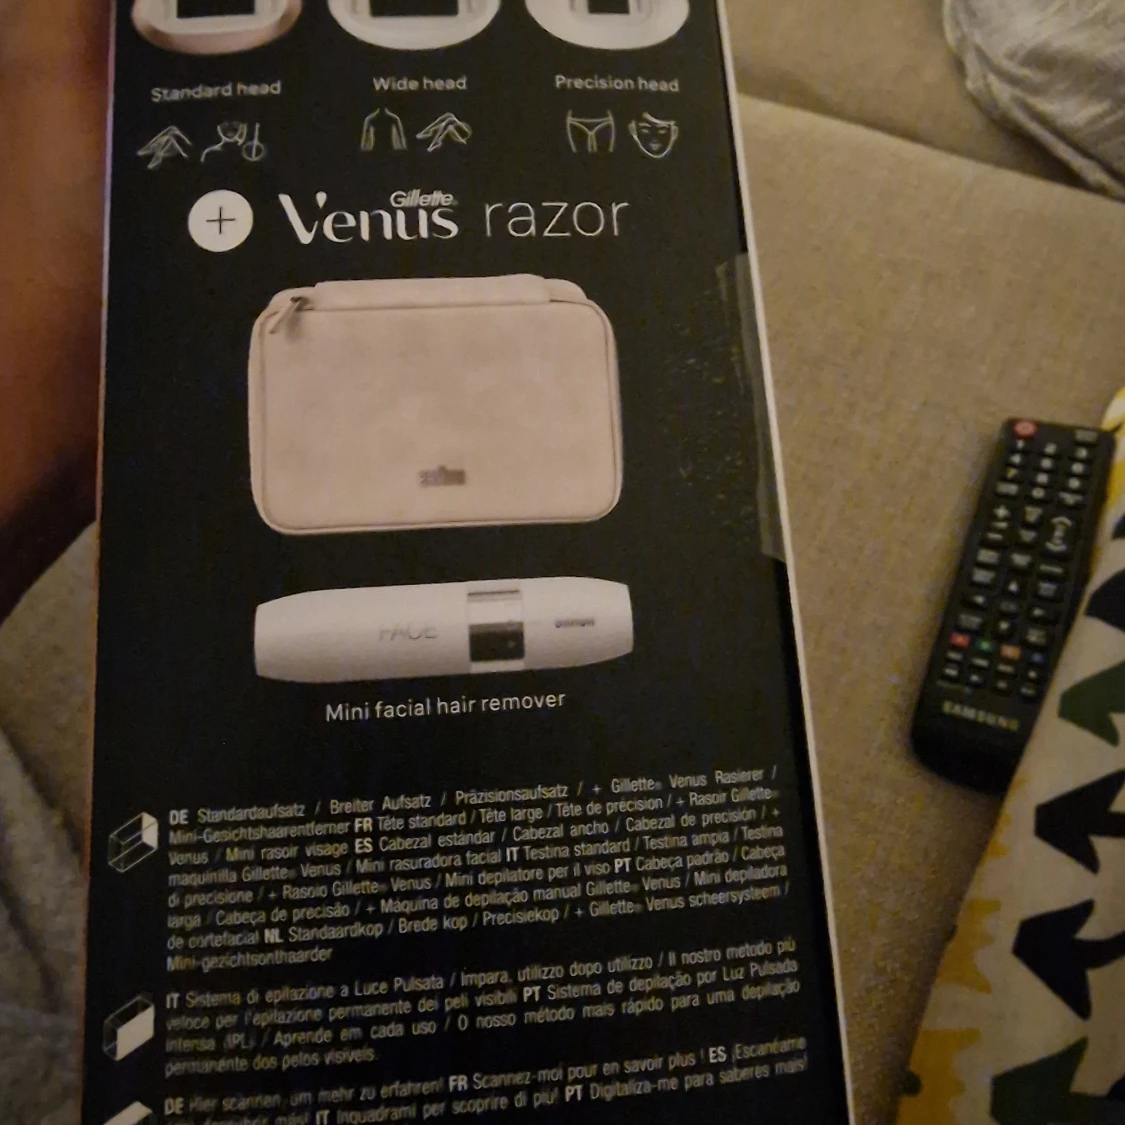 Standard head
Wide head
Precision head
+ Gillette Venus razor
BRAUN
FACE
BRAUN
Mini facial hair remover
DE Standardaufsatz / Breiter Aufsatz / Präzisionsaufsatz / + Gillette® Venus Rasierer /
Mini-Gesichtshaarentferner FR Tête standard / Tête large / Tête de précision / + Rasoir Gillette®
Venus / Mini rasoir visage ES Cabezal estándar / Cabezal ancho / Cabezal de precisión / +
maquinilla Gillette® Venus / Mini rasuradora facial IT Testina standard / Testina ampia / Testina
di precisione / + Rasoio Gillette® Venus / Mini depilatore per il viso PT Cabeça padrão / Cabeça
larga / Cabeça de precisão / + Máquina de depilação manual Gillette® Venus / Mini depiladora
de cortefacial NL Standaardkop / Brede kop / Precisiekop / + Gillette® Venus scheersysteem /
Mini-gezichtsonthaarder
IT Sistema di epilazione a Luce Pulsata / Impara, utilizzo dopo utilizzo / Il nostro metodo più
veloce per l'epilazione permanente dei peli visibili PT Sistema de depilação por Luz Pulsada
Intensa (IPL) / Aprende em cada uso / O nosso método mais rápido para uma depilação
permanente dos pelos visíveis.
DE Hier scannen, um mehr zu erfahren! FR Scannez-moi pour en savoir plus ! ES ¡Escanéame
más! IT Inquadrami per scoprire di più! PT Digitaliza-me para saberes mais!
SAMSUNG